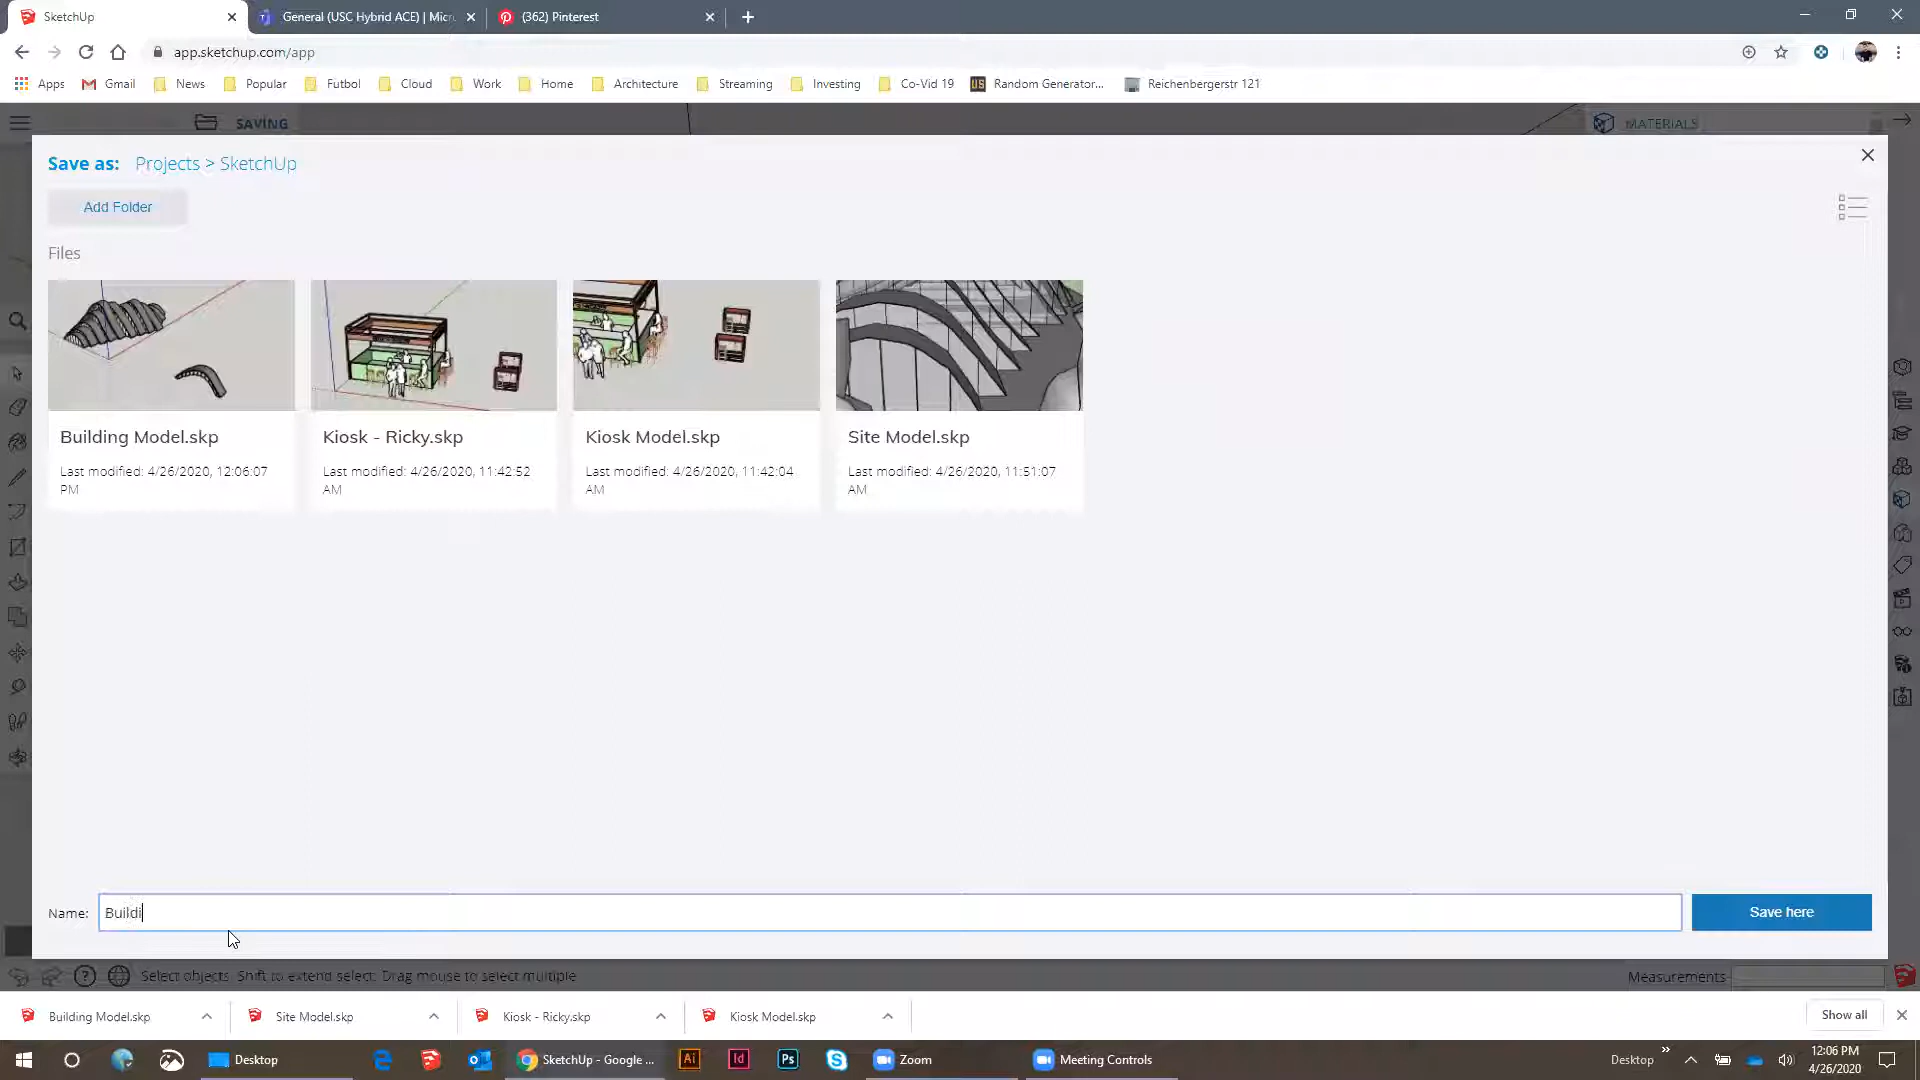 SketchUp
General (USC Hybrid ACE) | Micr
(362) Pinterest
app.sketchup.com/app
Apps
Gmail
News
Popular
Futbol
Cloud
Work
Home
Architecture
Streaming
Investing
Co-Vid 19
Random Generator...
Reichenbergerstr 121
SAVING
MATERIALS
Save as: Projects > SketchUp
Add Folder
Files
Building Model.skp
Last modified: 4/26/2020, 12:06:07
PM
Kiosk - Ricky.skp
Last modified: 4/26/2020, 11:42:52
AM
Kiosk Model.skp
Last modified: 4/26/2020, 11:42:04
AM
Site Model.skp
Last modified: 4/26/2020, 11:51:07
AM
Name: Buildi
Save here
Select objects. Shift to extend select. Drag mouse to select multiple
Measurements
Building Model.skp
Site Model.skp
Kiosk - Ricky.skp
Kiosk Model.skp
Show all
Desktop
SketchUp - Google ...
Ai
Id
Ps
Zoom
Meeting Controls
Desktop
12:06 PM
4/26/2020